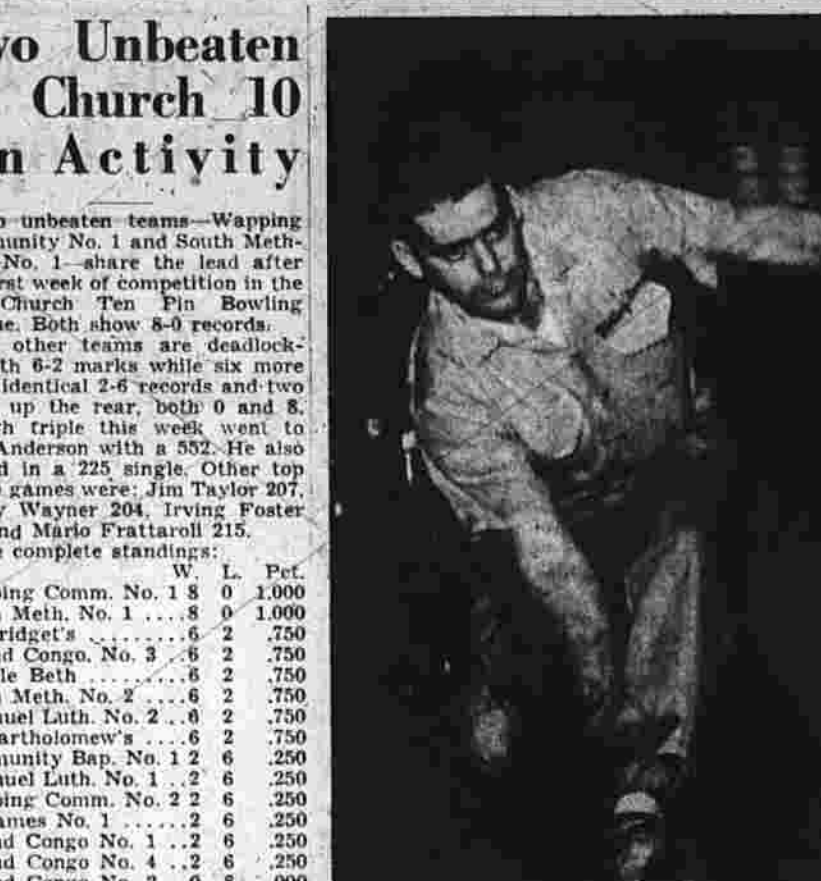 vo Unbeaten
Church 10
n Activity
o unbeaten teams—Wapping
munity No. 1 and South Meth-
No. 1—share the lead after
rst week of competition in the
Church Ten Pin Bowling
ue. Both show 8-0 records.
other teams are deadlock-
th 6-2 marks while six more
identical 2-6 records and two
up the rear, both 0 and 8.
h triple this week went to
Anderson with a 552. He also
d in a 225 single. Other top
games were: Jim Taylor 207,
y Wayner 204, Irving Foster
nd Mario Frattaroli 215.
e complete standings:
W. L. Pct.
ing Comm. No. 1 8 0 1.000
Meth. No. 1 ....8 0 1.000
ridget's .........6 2 .750
d Congo. No. 3 ..6 2 .750
le Beth ..........6 2 .750
Meth. No. 2 ....6 2 .750
uel Luth. No. 2 ..6 2 .750
artholomew's ....6 2 .750
munity Bap. No. 1 2 6 .250
uel Luth. No. 1 ..2 6 .250
ing Comm. No. 2 2 6 .250
ames No. 1 ......2 6 .250
d Congo No. 1 ..2 6 .250
d Congo No. 4 ..2 6 .250